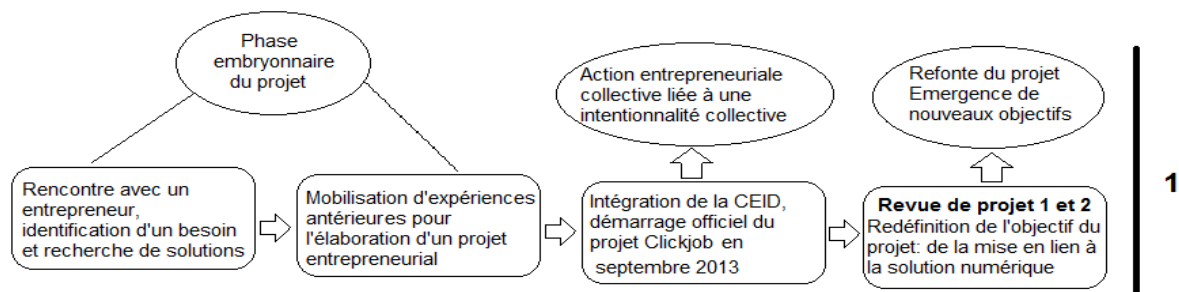 Phase
embryonnaire
du projet
Action entrepreneuriale
collective liée à une
intentionnalité collective
Refonte du projet
Emergence de
nouveaux objectifs
Rencontre avec un
entrepreneur,
identification d'un besoin
et recherche de solutions
Mobilisation d'expériences
antérieures pour
l'élaboration d'un projet
entrepreneurial
Intégration de la CEID,
démarrage officiel du
projet Clickjob en
septembre 2013
Revue de projet 1 et 2
Redéfinition de l'objectif du
projet: de la mise en lien à
la solution numérique
1